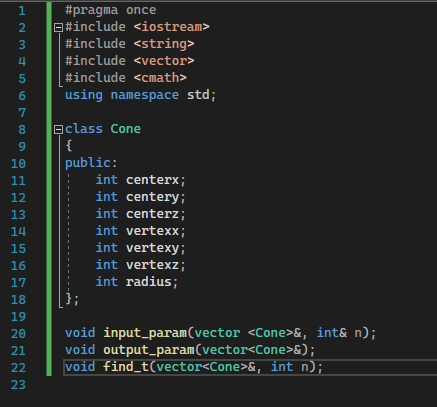 1 #pragma once
2 #include <iostream>
3 #include <string>
4 #include <vector>
5 #include <cmath>
6 using namespace std;
7
8 class Cone
9 {
10 public:
11 int centerx;
12 int centery;
13 int centerz;
14 int vertexx;
15 int vertexy;
16 int vertexz;
17 int radius;
18 };
19
20 void input_param(vector <Cone>&, int& n);
21 void output_param(vector<Cone>&);
22 void find_t(vector<Cone>&, int n);
23